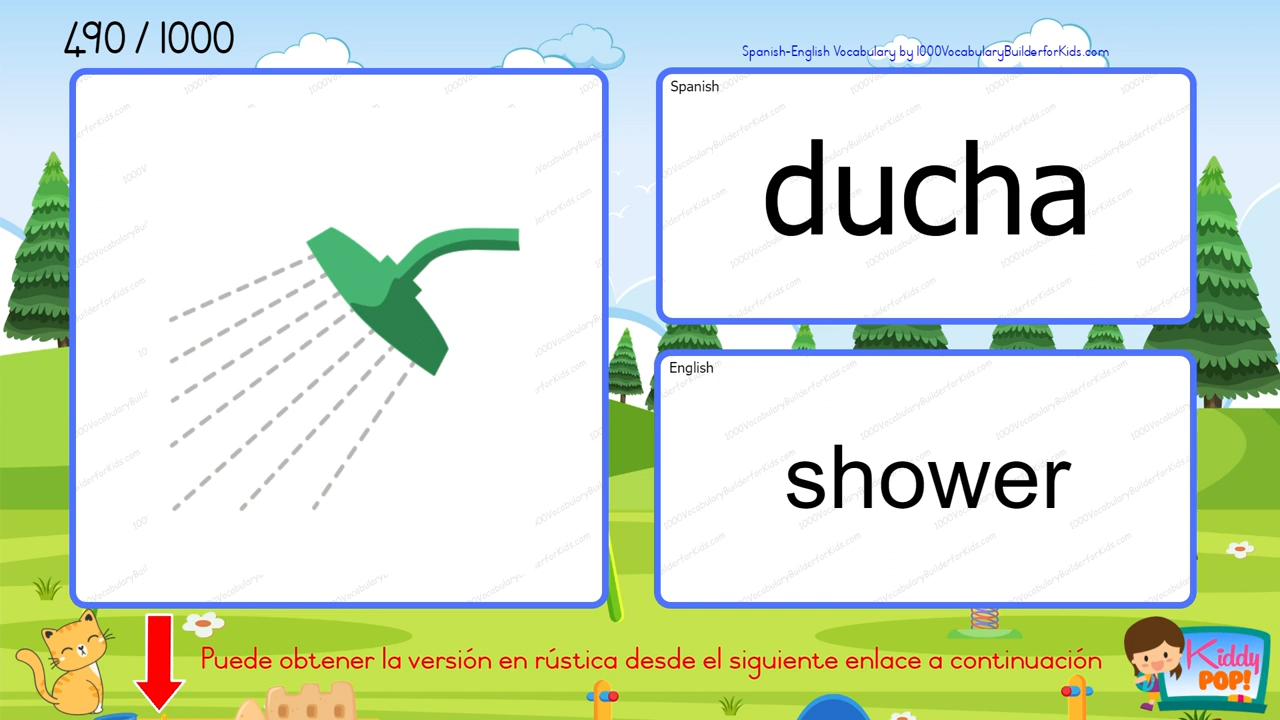 490 / 1000
Spanish-English Vocabulary by 1000VocabularyBuilderforKids.com
Spanish
ducha
English
shower
Puede obtener la versión en rústica desde el siguiente enlace a continuación
Kiddy
POP!